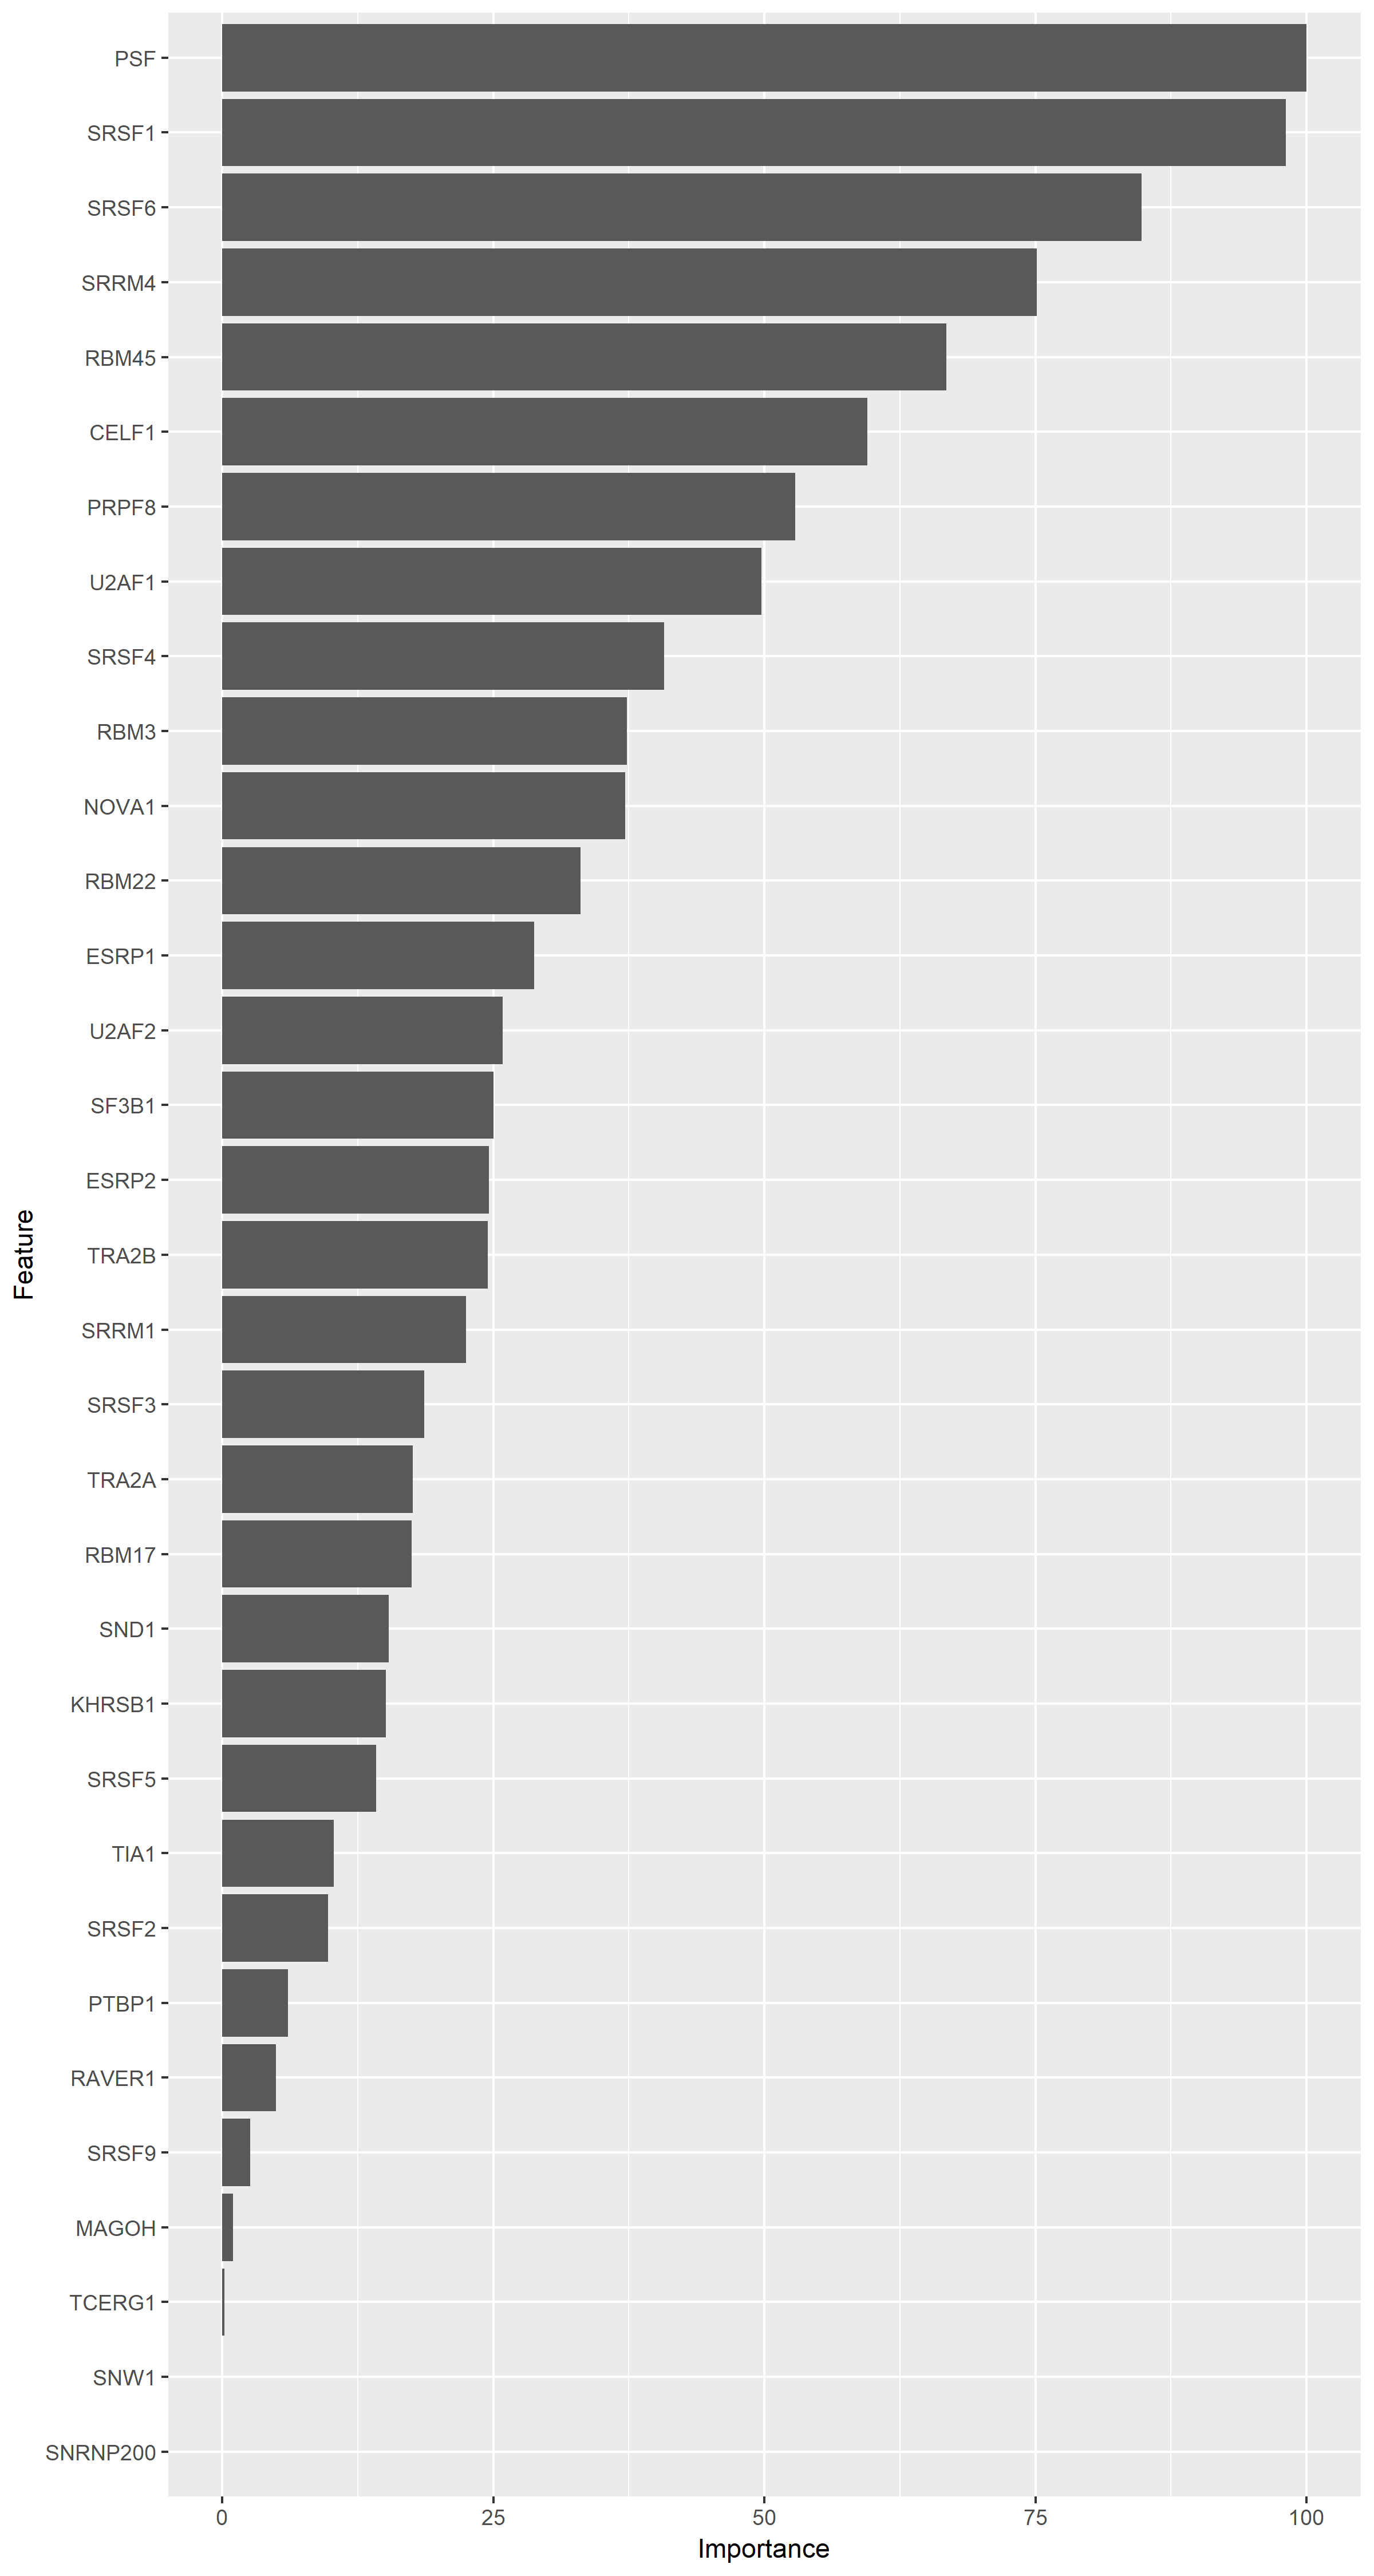 PSF
SRSF1
SRSF6
SRRM4
RBM45
CELF1
PRPF8
U2AF1
SRSF4
RBM3
NOVA1
RBM22
ESRP1
U2AF2
SF3B1
ESRP2
TRA2B
SRRM1
SRSF3
TRA2A
RBM17
SND1
KHRSB1
SRSF5
TIA1
SRSF2
PTBP1
RAVER1
SRSF9
MAGOH
TCERG1
SNW1
SNRNP200
Feature
0 25 50 75 100
Importance